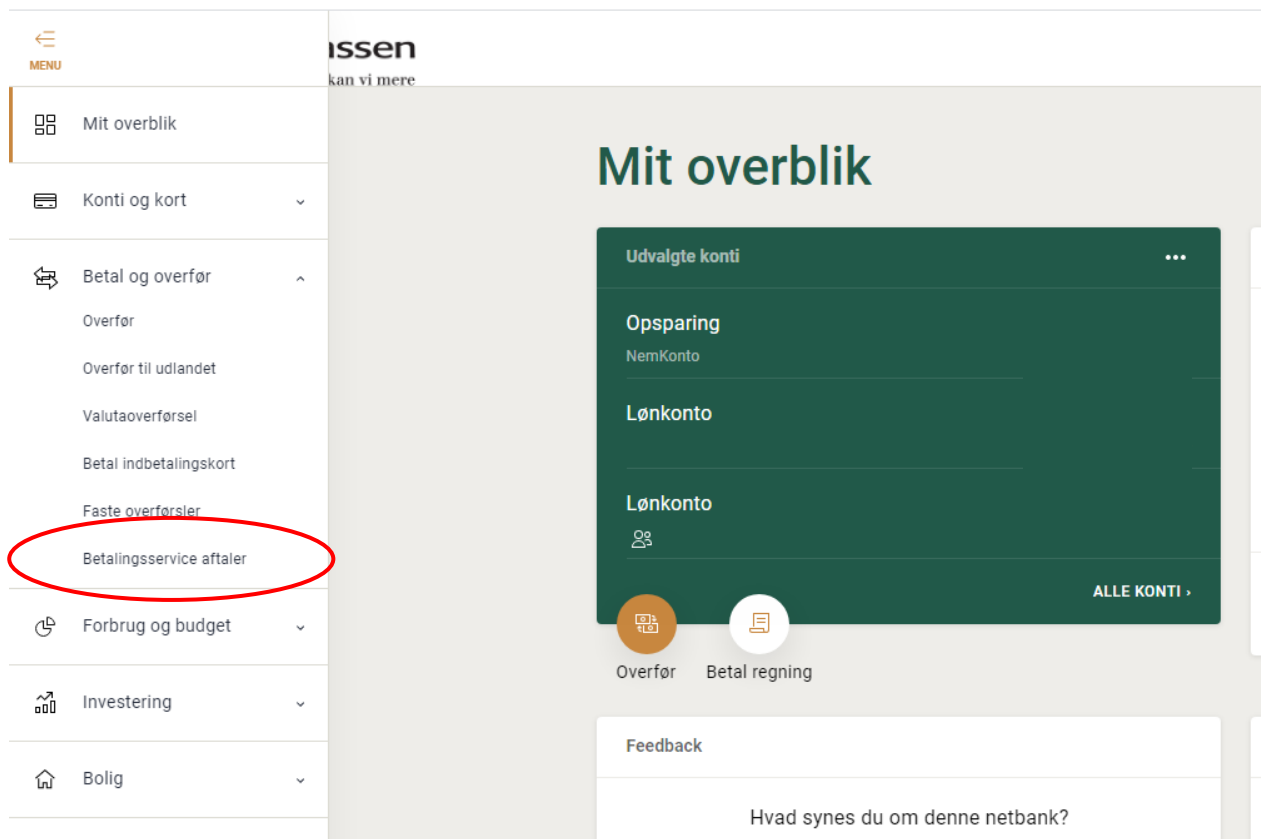 MENU
Mit overblik
Konti og kort
Betal og overfør
Overfør
Overfør til udlandet
Valutaoverførsel
Betal indbetalingskort
Faste overførsler
Betalingsservice aftaler
Forbrug og budget
Investering
Bolig
kan vi mere
Mit overblik
Udvalgte konti
Opsparing
NemKonto
Lønkonto
Lønkonto
ALLE KONTI ›
Overfør
Betal regning
Feedback
Hvad synes du om denne netbank?